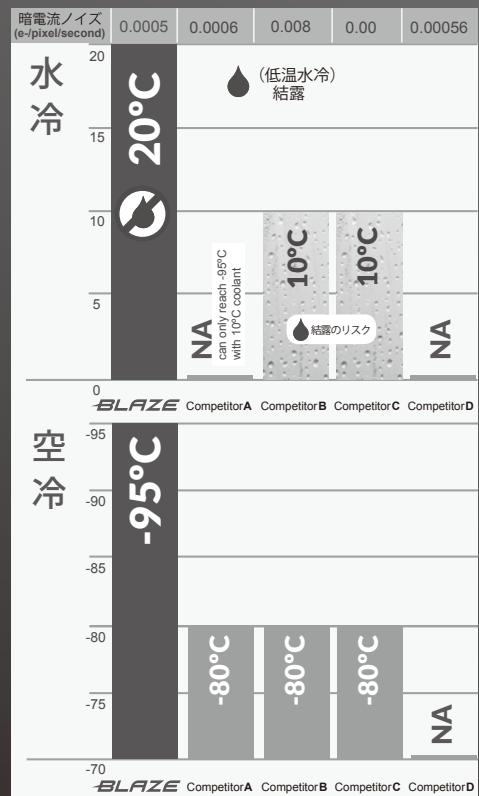 暗電流ノイズ
(e-/pixel/second) 0.0005 0.0006 0.008 0.00 0.00056
水冷
20
15
10
5
0
20°C
(低温水冷)
結露
NA
can only reach -95°C
with 10°C coolant
10°C
10°C
結露のリスク
NA
BLAZE CompetitorA CompetitorB CompetitorC CompetitorD
空冷
-95
-90
-85
-80
-75
-70
-95°C
-80°C
-80°C
-80°C
NA
BLAZE CompetitorA CompetitorB CompetitorC CompetitorD